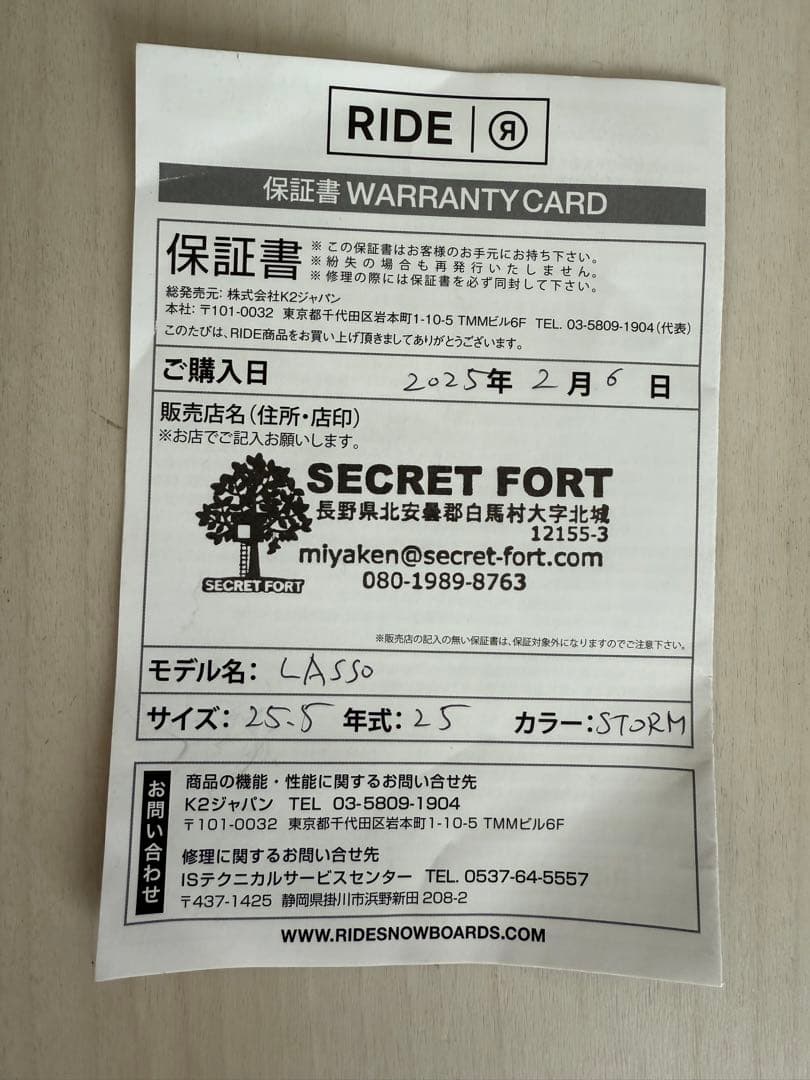 RIDE Я
保証書 WARRANTY CARD
保証書
※この保証書はお客様のお手元にお持ち下さい。
※紛失の場合も再発行いたしません。
※修理の際には保証書を必ず同封して下さい。
総発売元：株式会社K2ジャパン
本社：〒101-0032 東京都千代田区岩本町1-10-5 TMMビル6F TEL. 03-5809-1904（代表）
このたびは、RIDE商品をお買い上げ頂きましてありがとうございます。
ご購入日 2025年 2月 6日
販売店名（住所・店印）
※お店でご記入お願いします。
SECRET FORT
長野県北安曇郡白馬村大字北城
12155-3
miyaken@secret-fort.com
080-1989-8763
SECRET FORT
※販売店の記入の無い保証書は、保証対象外になりますのでご注意下さい。
モデル名：LASSO
サイズ：25.5 年式：25 カラー：STORM
お問い合わせ
商品の機能・性能に関するお問い合せ先
K2ジャパン TEL 03-5809-1904
〒101-0032 東京都千代田区岩本町1-10-5 TMMビル6F
修理に関するお問い合せ先
ISテクニカルサービスセンター TEL. 0537-64-5557
〒437-1425 静岡県掛川市浜野新田 208-2
WWW.RIDESNOWBOARDS.COM